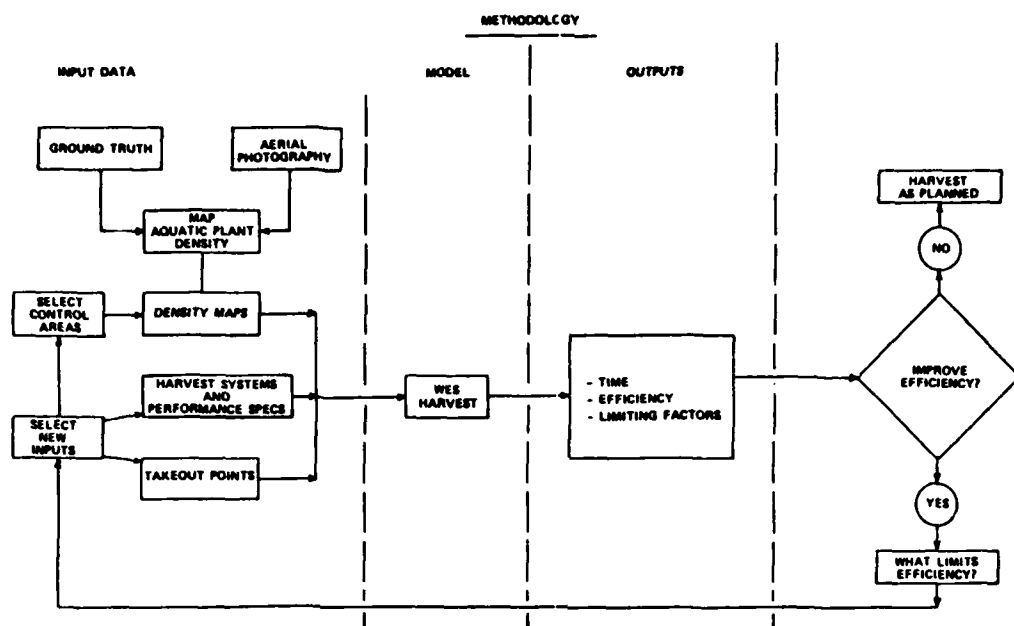 METHODOLOGY
INPUT DATA
MODEL
OUTPUTS
GROUND TRUTH
AERIAL
PHOTOGRAPHY
MAP
AQUATIC PLANT
DENSITY
SELECT
CONTROL
AREAS
DENSITY MAPS
HARVEST SYSTEMS
AND
PERFORMANCE SPECS
SELECT
NEW
INPUTS
TAKEOUT POINTS
WES
HARVEST
- TIME
- EFFICIENCY
- LIMITING FACTORS
HARVEST
AS PLANNED
NO
IMPROVE
EFFICIENCY?
YES
WHAT LIMITS
EFFICIENCY?